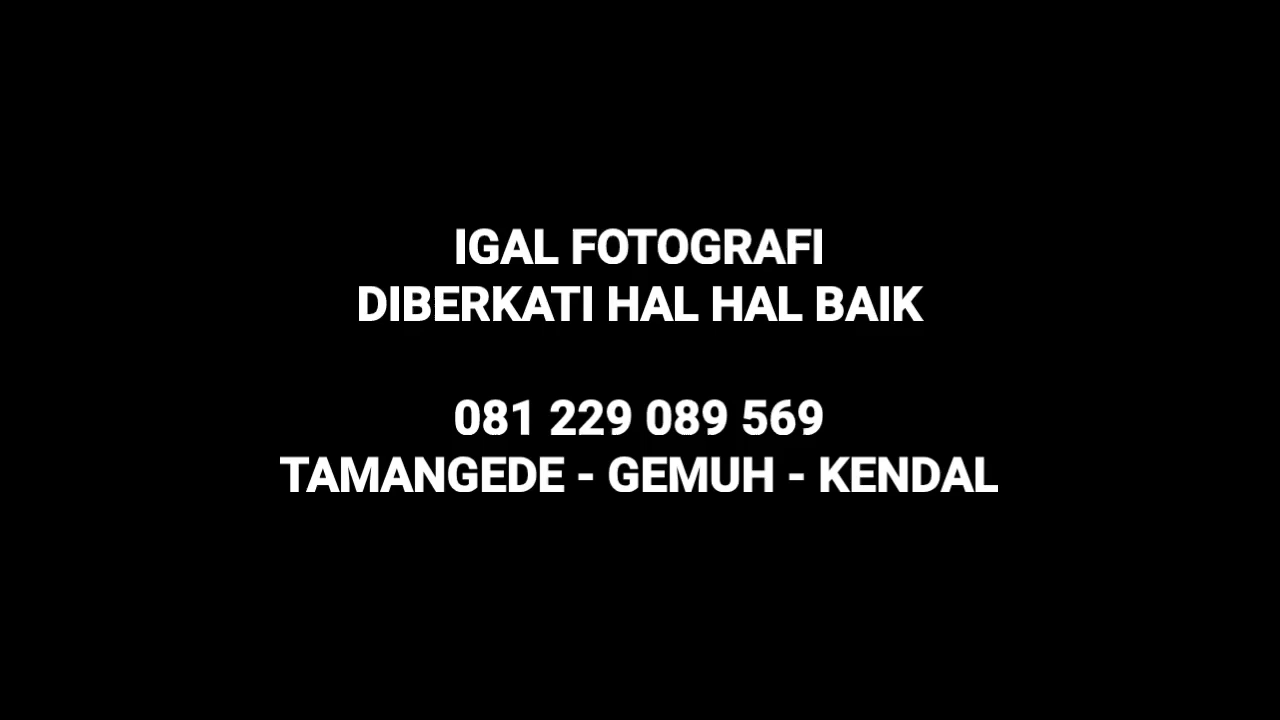 IGAL FOTOGRAFI
DIBERKATI HAL HAL BAIK
081 229 089 569
TAMANGEDE - GEMUH - KENDAL